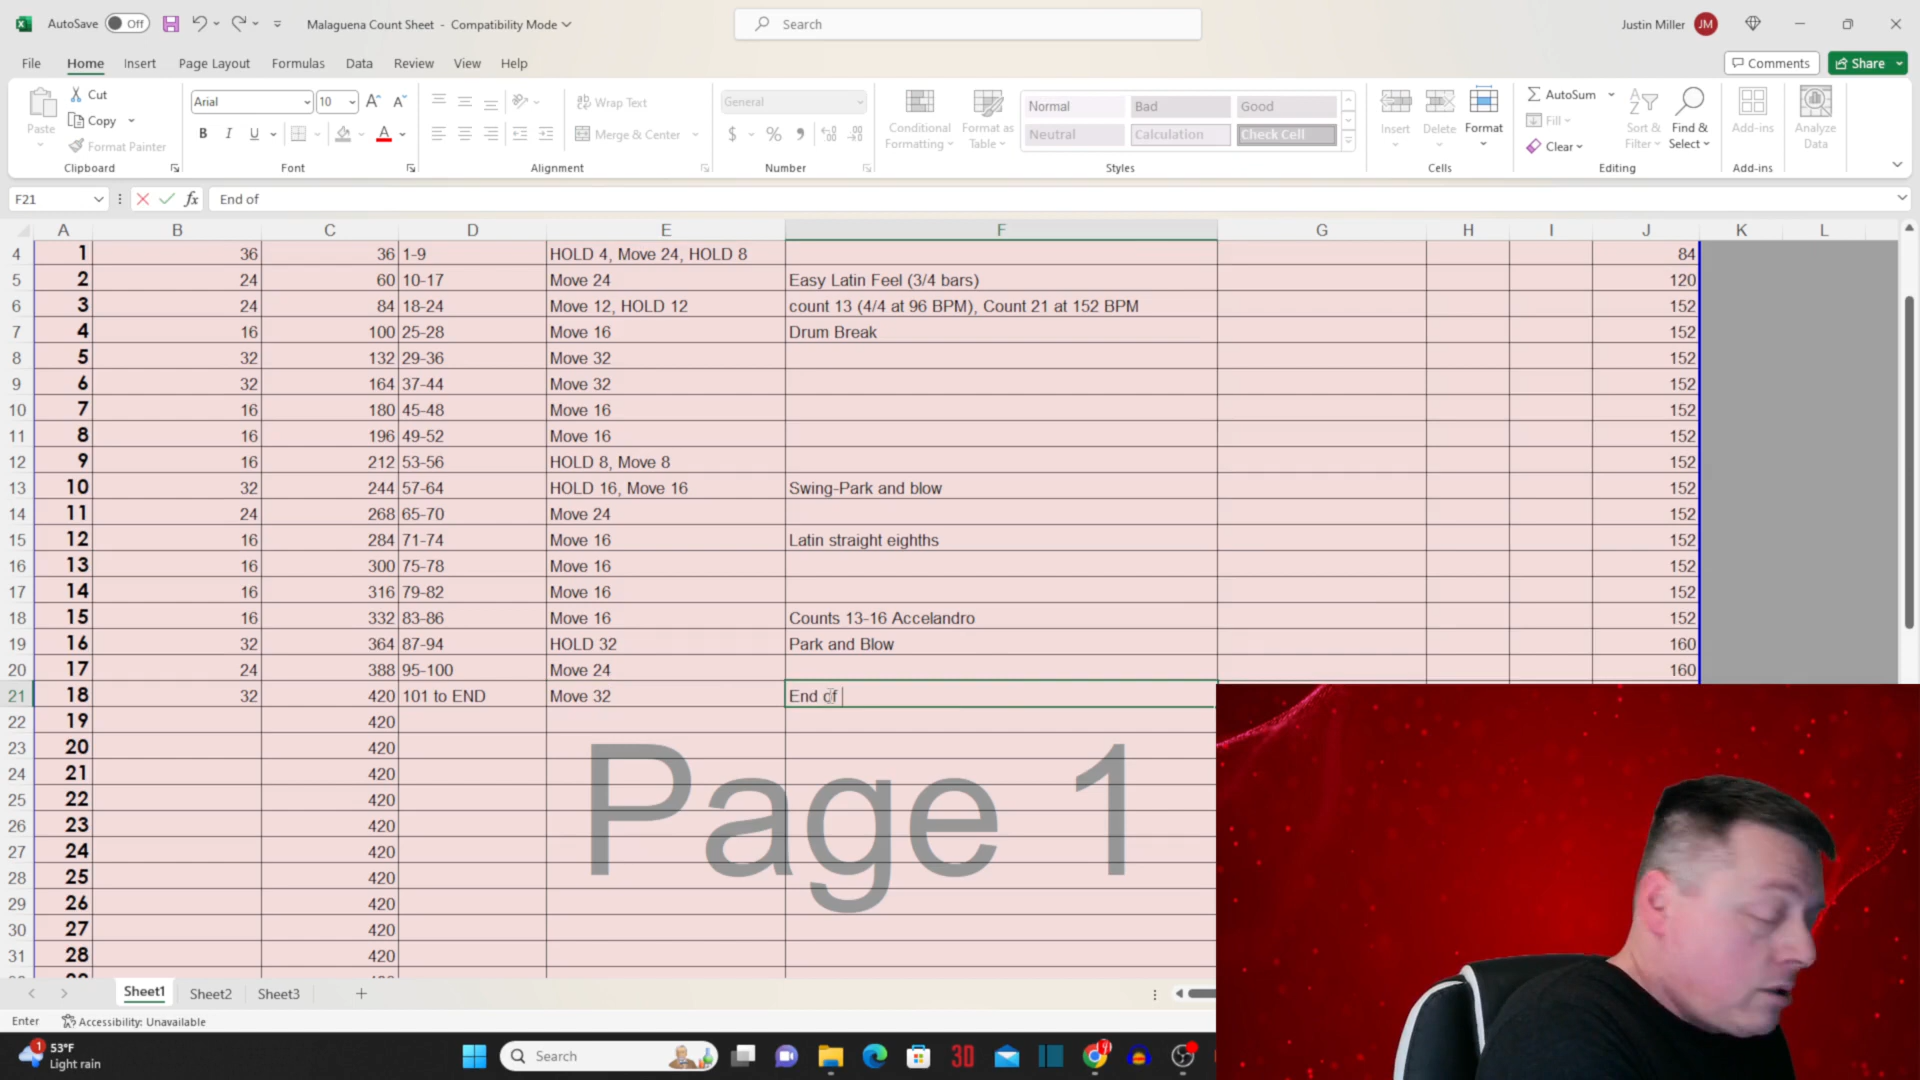 AutoSave Off Malaguena Count Sheet - Compatibility Mode Search Justin Miller JM
File Home Insert Page Layout Formulas Data Review View Help Comments Share
Paste Cut Copy Format Painter Clipboard
Arial 10 B I U A Font
Wrap Text Merge & Center Alignment
General $ % Number
Conditional Formatting Format as Table Normal Bad Good Neutral Calculation Check Cell Styles
Insert Delete Format Cells
AutoSum Fill Clear Sort & Filter Find & Select Editing
Add-ins Add-ins
Analyze Data
F21 fx End of
A B C D E F G H I J K L
4 1 36 36 1-9 HOLD 4, Move 24, HOLD 8 84
5 2 24 60 10-17 Move 24 Easy Latin Feel (3/4 bars) 120
6 3 24 84 18-24 Move 12, HOLD 12 count 13 (4/4 at 96 BPM), Count 21 at 152 BPM 152
7 4 16 100 25-28 Move 16 Drum Break 152
8 5 32 132 29-36 Move 32 152
9 6 32 164 37-44 Move 32 152
10 7 16 180 45-48 Move 16 152
11 8 16 196 49-52 Move 16 152
12 9 16 212 53-56 HOLD 8, Move 8 152
13 10 32 244 57-64 HOLD 16, Move 16 Swing-Park and blow 152
14 11 24 268 65-70 Move 24 152
15 12 16 284 71-74 Move 16 Latin straight eighths 152
16 13 16 300 75-78 Move 16 152
17 14 16 316 79-82 Move 16 152
18 15 16 332 83-86 Move 16 Counts 13-16 Accelandro 152
19 16 32 364 87-94 HOLD 32 Park and Blow 160
20 17 24 388 95-100 Move 24 160
21 18 32 420 101 to END Move 32 End of
22 19 420
23 20 420
24 21 420
25 22 420
26 23 420
27 24 420
28 25 420
29 26 420
30 27 420
31 28 420
Page 1
Sheet1 Sheet2 Sheet3
Enter Accessibility: Unavailable
1 53°F
Light rain
Search
3D